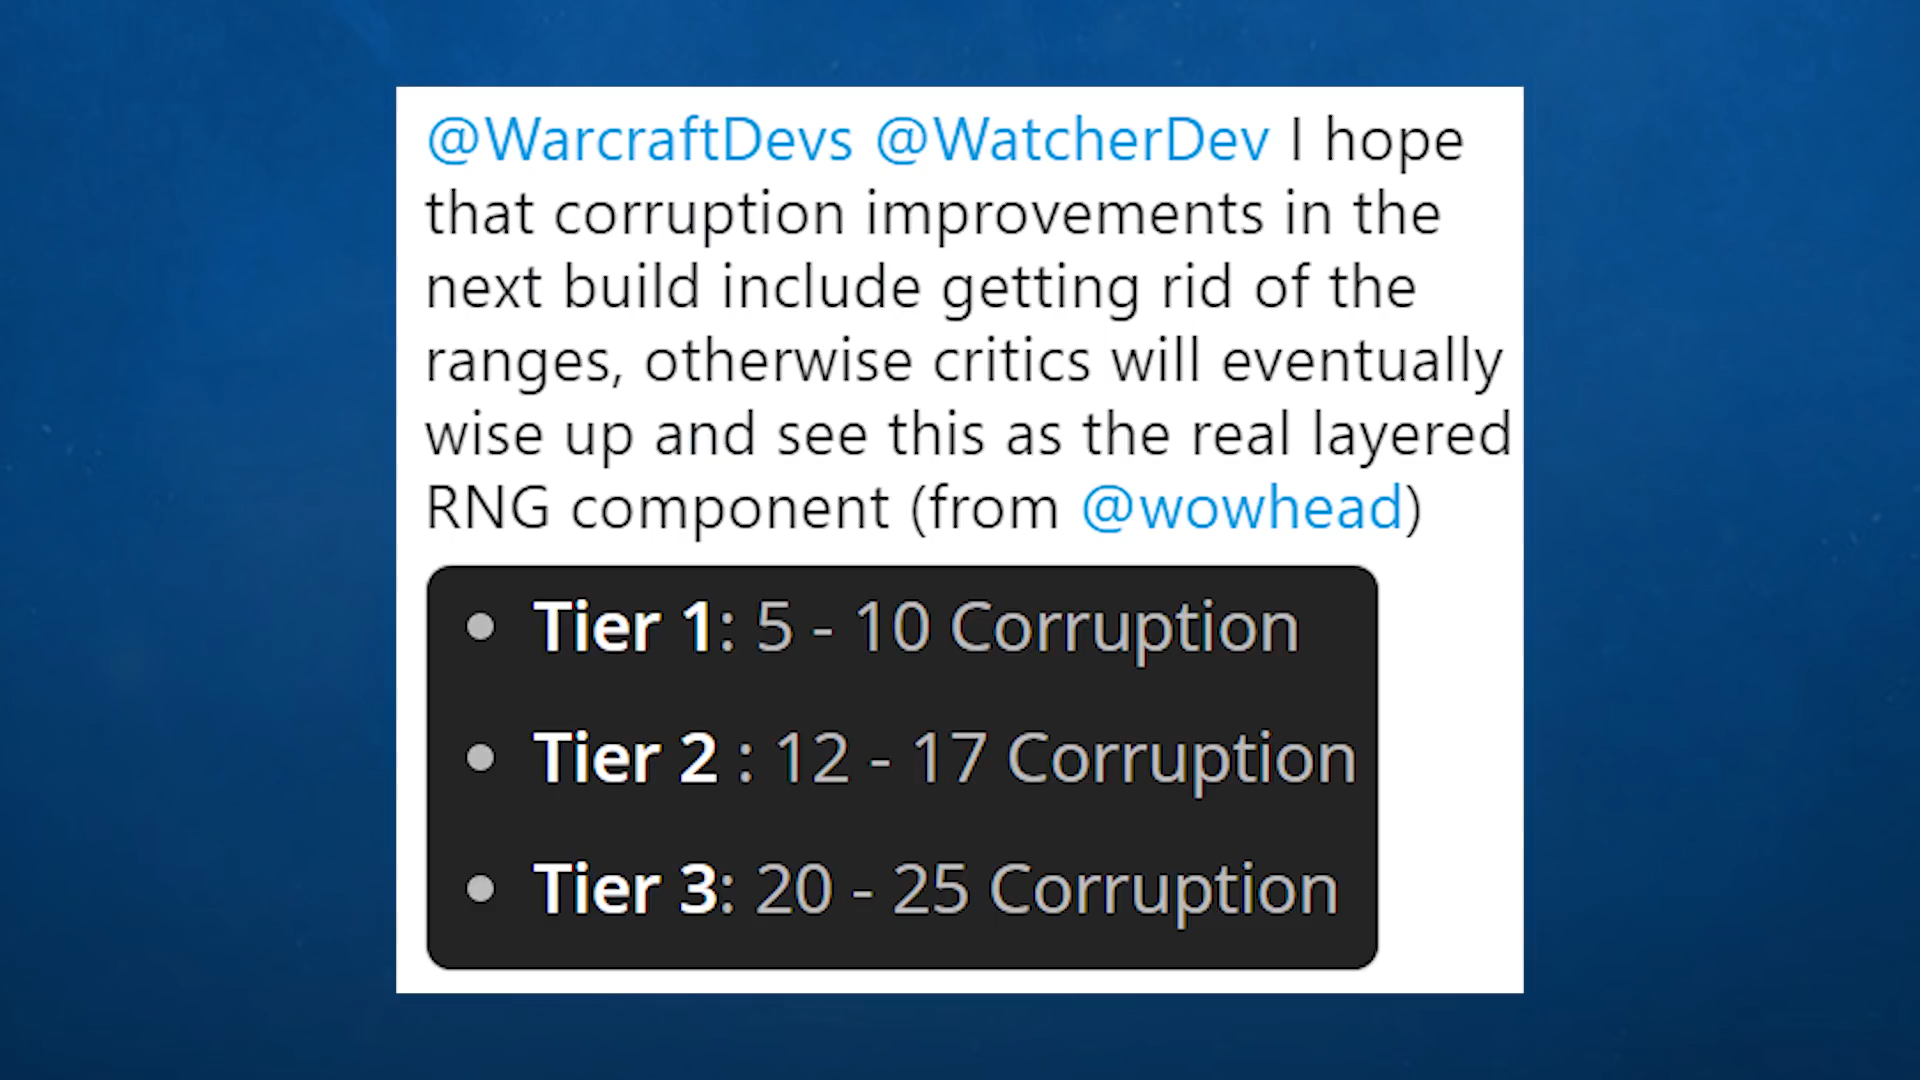 @WarcraftDevs @WatcherDev I hope
that corruption improvements in the
next build include getting rid of the
ranges, otherwise critics will eventually
wise up and see this as the real layered
RNG component (from @wowhead)
• Tier 1: 5 - 10 Corruption
• Tier 2 : 12 - 17 Corruption
• Tier 3: 20 - 25 Corruption